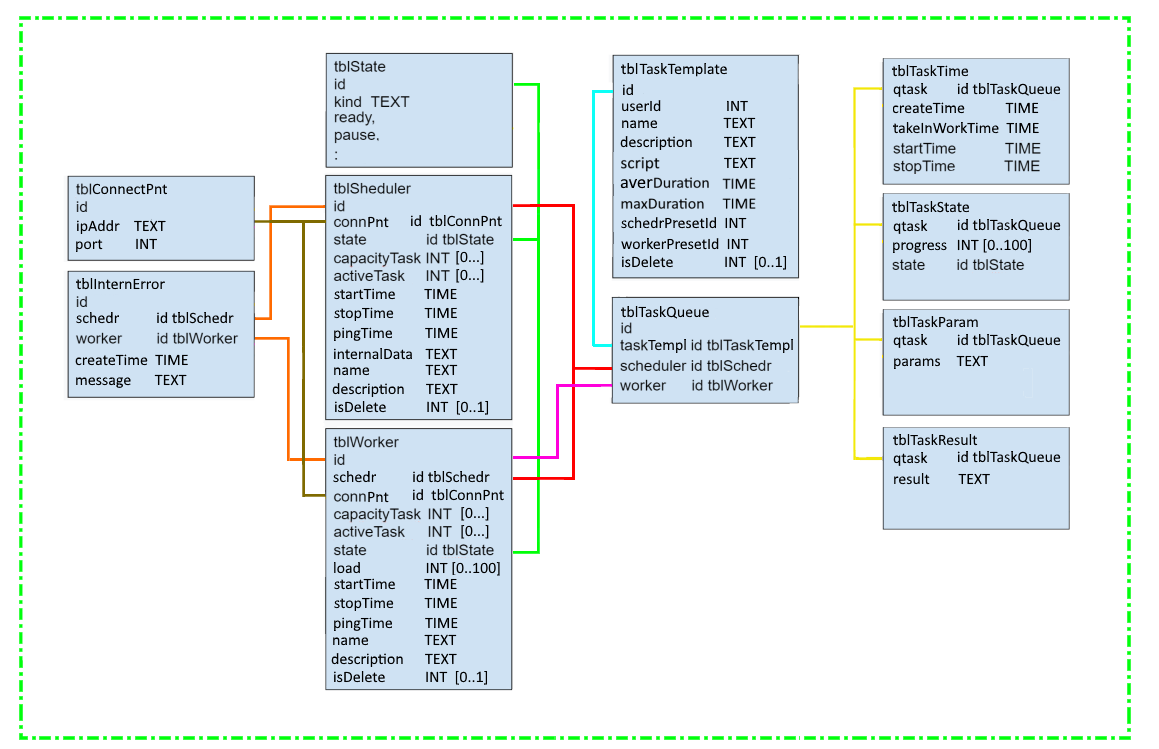 tblState
id
kind TEXT
ready,
pause.
:
tblConnectPnt
id
ipAddr TEXT
port INT
tblInternError
id
schedr id tblSchedr
worker id tblWorker
createTime TIME
message TEXT
tblSheduler
id
connPnt id tblConnPnt
state id tblState
capacityTask INT [0...]
activeTask INT [0...]
startTime TIME
stopTime TIME
pingTime TIME
internalData TEXT
name TEXT
description TEXT
isDelete INT [0..1]
tblWorker
id
schedr id tblSchedr
connPnt id tblConnPnt
capacityTask INT [0...]
activeTask INT [0...]
state id tblState
load INT [0..100]
startTime TIME
stopTime TIME
pingTime TIME
name TEXT
description TEXT
isDelete INT [0..1]
tblTaskTemplate
id
userId INT
name TEXT
description TEXT
script TEXT
averDuration TIME
maxDuration TIME
schedrPresetId INT
workerPresetId INT
isDelete INT [0..1]
tblTaskQueue
id
taskTempl id tblTaskTempl
scheduler id tblSchedr
worker id tblWorker
tblTaskTime
qtask id tblTaskQueue
createTime TIME
takeInWorkTime TIME
startTime TIME
stopTime TIME
tblTaskState
qtask id tblTaskQueue
progress INT [0..100]
state id tblState
tblTaskParam
qtask id tblTaskQueue
params TEXT
tblTaskResult
qtask id tblTaskQueue
result TEXT